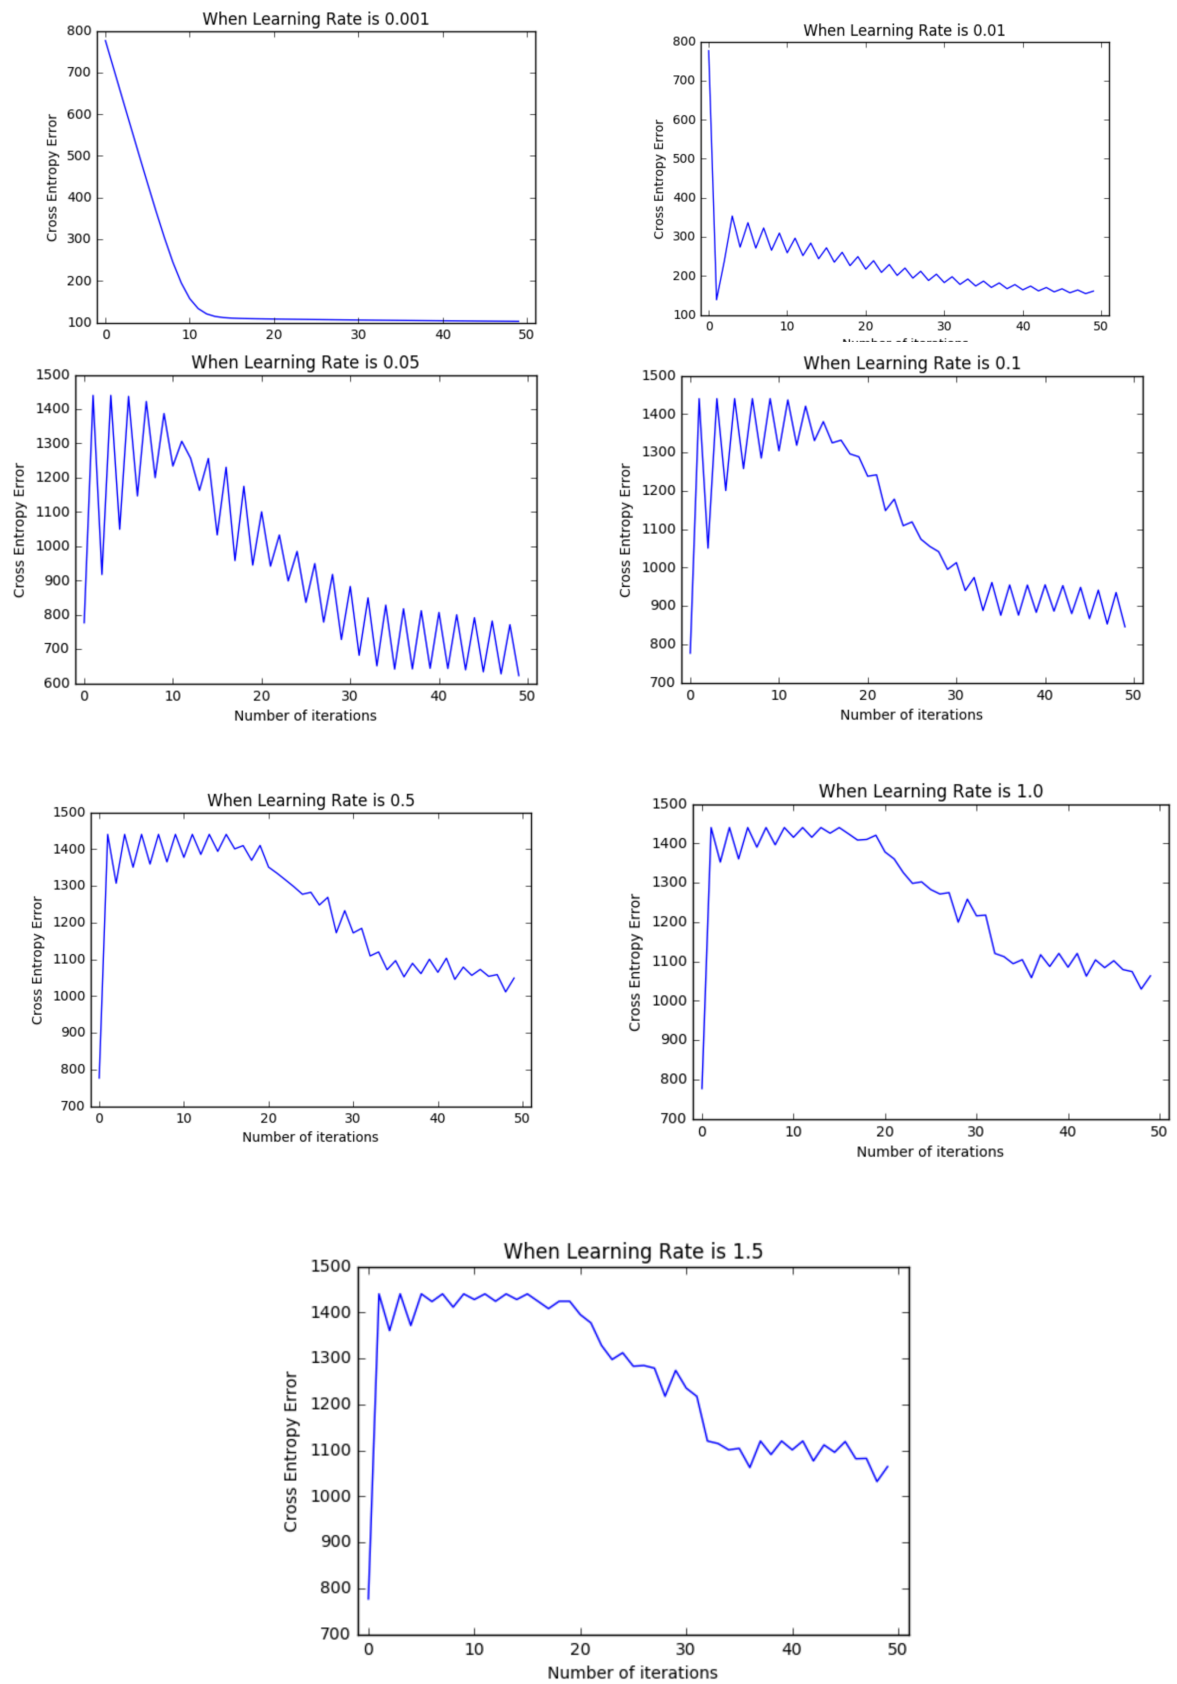 When Learning Rate is 0.001
800
700
600
500
400
300
200
100
Cross Entropy Error
0 10 20 30 40 50
When Learning Rate is 0.01
800
700
600
500
400
300
200
100
Cross Entropy Error
0 10 20 30 40 50
Number of iterations
When Learning Rate is 0.05
1500
1400
1300
1200
1100
1000
900
800
700
600
Cross Entropy Error
0 10 20 30 40 50
Number of iterations
When Learning Rate is 0.1
1500
1400
1300
1200
1100
1000
900
800
700
Cross Entropy Error
0 10 20 30 40 50
Number of iterations
When Learning Rate is 0.5
1500
1400
1300
1200
1100
1000
900
800
700
Cross Entropy Error
0 10 20 30 40 50
Number of iterations
When Learning Rate is 1.0
1500
1400
1300
1200
1100
1000
900
800
700
Cross Entropy Error
0 10 20 30 40 50
Number of iterations
When Learning Rate is 1.5
1500
1400
1300
1200
1100
1000
900
800
700
Cross Entropy Error
0 10 20 30 40 50
Number of iterations